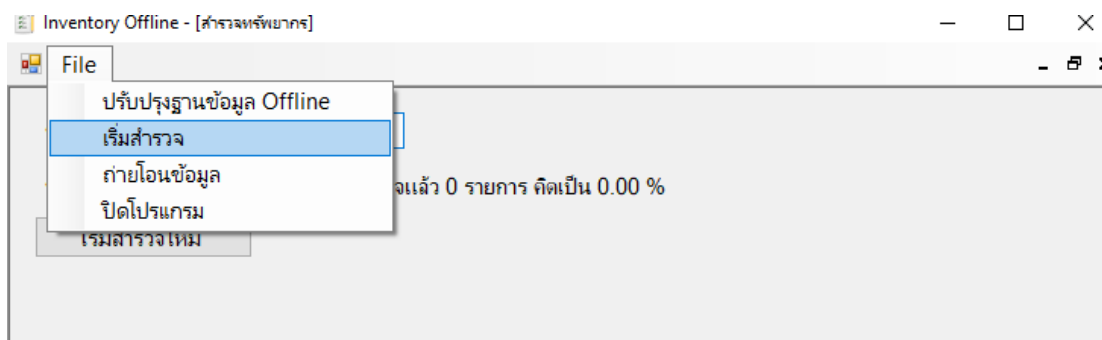 Inventory Offline - [สำรวจทรัพยากร]
File
ปรับปรุงฐานข้อมูล Offline
เริ่มสำรวจ
ถ่ายโอนข้อมูล
จแล้ว 0 รายการ คิดเป็น 0.00 %
ปิดโปรแกรม
เริ่มสำรวจใหม่